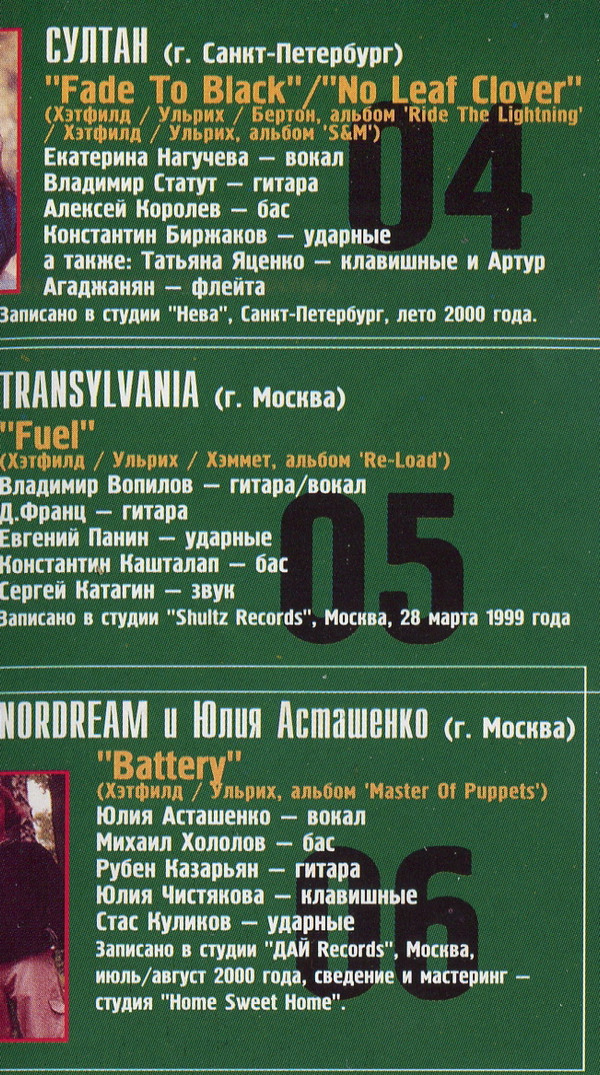 СУЛТАН (г. Санкт-Петербург)
"Fade To Black"/"No Leaf Clover"
(Хэтфилд / Ульрих / Бертон, альбом 'Ride The Lightning'
/ Хэтфилд / Ульрих, альбом 'S&M')
04
Екатерина Нагучева — вокал
Владимир Статут — гитара
Алексей Королев — бас
Константин Биржаков — ударные
а также: Татьяна Яценко — клавишные и Артур
Агаджанян — флейта
Записано в студии "Нева", Санкт-Петербург, лето 2000 года.
TRANSYLVANIA (г. Москва)
"Fuel"
(Хэтфилд / Ульрих / Хэммет, альбом 'Re-Load')
Владимир Вопилов — гитара/вокал
Д.Франц — гитара
Евгений Панин — ударные
Константин Кашталап — бас
Сергей Катагин — звук
05
Записано в студии "Shultz Records", Москва, 28 марта 1999 года
NORDREAM и Юлия Асташенко (г. Москва)
"Battery"
(Хэтфилд / Ульрих, альбом 'Master Of Puppets')
Юлия Асташенко — вокал
Михаил Хололов — бас
Рубен Казарьян — гитара
Юлия Чистякова — клавишные
Стас Куликов — ударные
06
Записано в студии "ДАЙ Records", Москва,
июль/август 2000 года, сведение и мастеринг —
студия "Home Sweet Home".